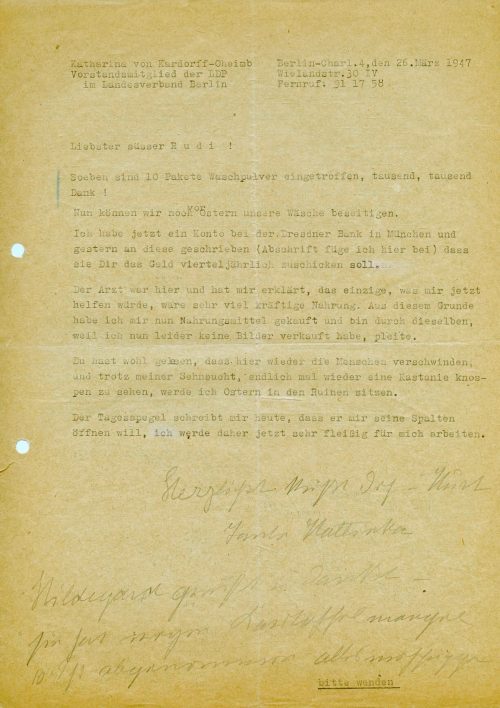 Katharina von Kardorff-Oheimb
Vorstandsmitglied der LDP
im Landesverband Berlin
Berlin-Charl.4, den 26.März 1947
Wielandstr.30 IV
Fernruf: 91 17 58
Liebster süsser R u d i !
Soeben sind 10 Pakete Waschpulver eingetroffen, tausend, tausend
Dank !
Nun können wir noch vor Ostern unsere Wäsche beseitigen.
Ich habe jetzt ein Konto bei der Dresdner Bank in München und
gestern an diese geschrieben (Abschrift füge ich hier bei) dass
sie Dir das Geld vierteljährlich zuschicken soll.
Der Arzt war hier und hat mir erklärt, das einzige, was mir jetzt
helfen würde, wäre sehr viel kräftige Nahrung. Aus diesem Grunde
habe ich mir nun Nahrungsmittel gekauft und bin durch dieselben,
weil ich nun leider keine Bilder verkauft habe, pleite.
Du hast wohl gelesen, dass hier wieder die Menschen verschwinden,
und trotz meiner Sehnsucht, endlich mal wieder eine Kastanie knos-
pen zu sehen, werde ich Ostern in den Ruinen sitzen.
Der Tagesspegel schreibt mir heute, dass er mir seine Spalten
öffnen will, ich werde daher jetzt sehr fleißig für mich arbeiten.
Hildegard
abgenommen
bitte wenden